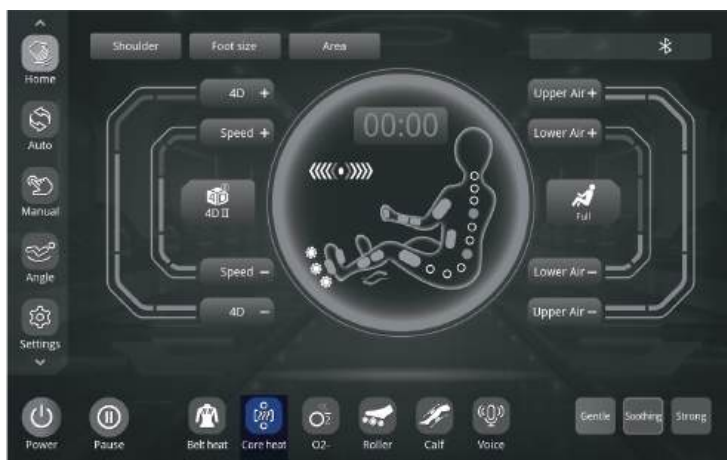 Shoulder
Foot size
Area
Home
Auto
Manual
Angle
Settings
4D +
Speed +
4D II
Speed −
4D −
00:00
Upper Air +
Lower Air +
Full
Lower Air −
Upper Air −
Power
Pause
Belt heat
Core heat
O2-
Roller
Calf
Voice
Gentle
Soothing
Strong